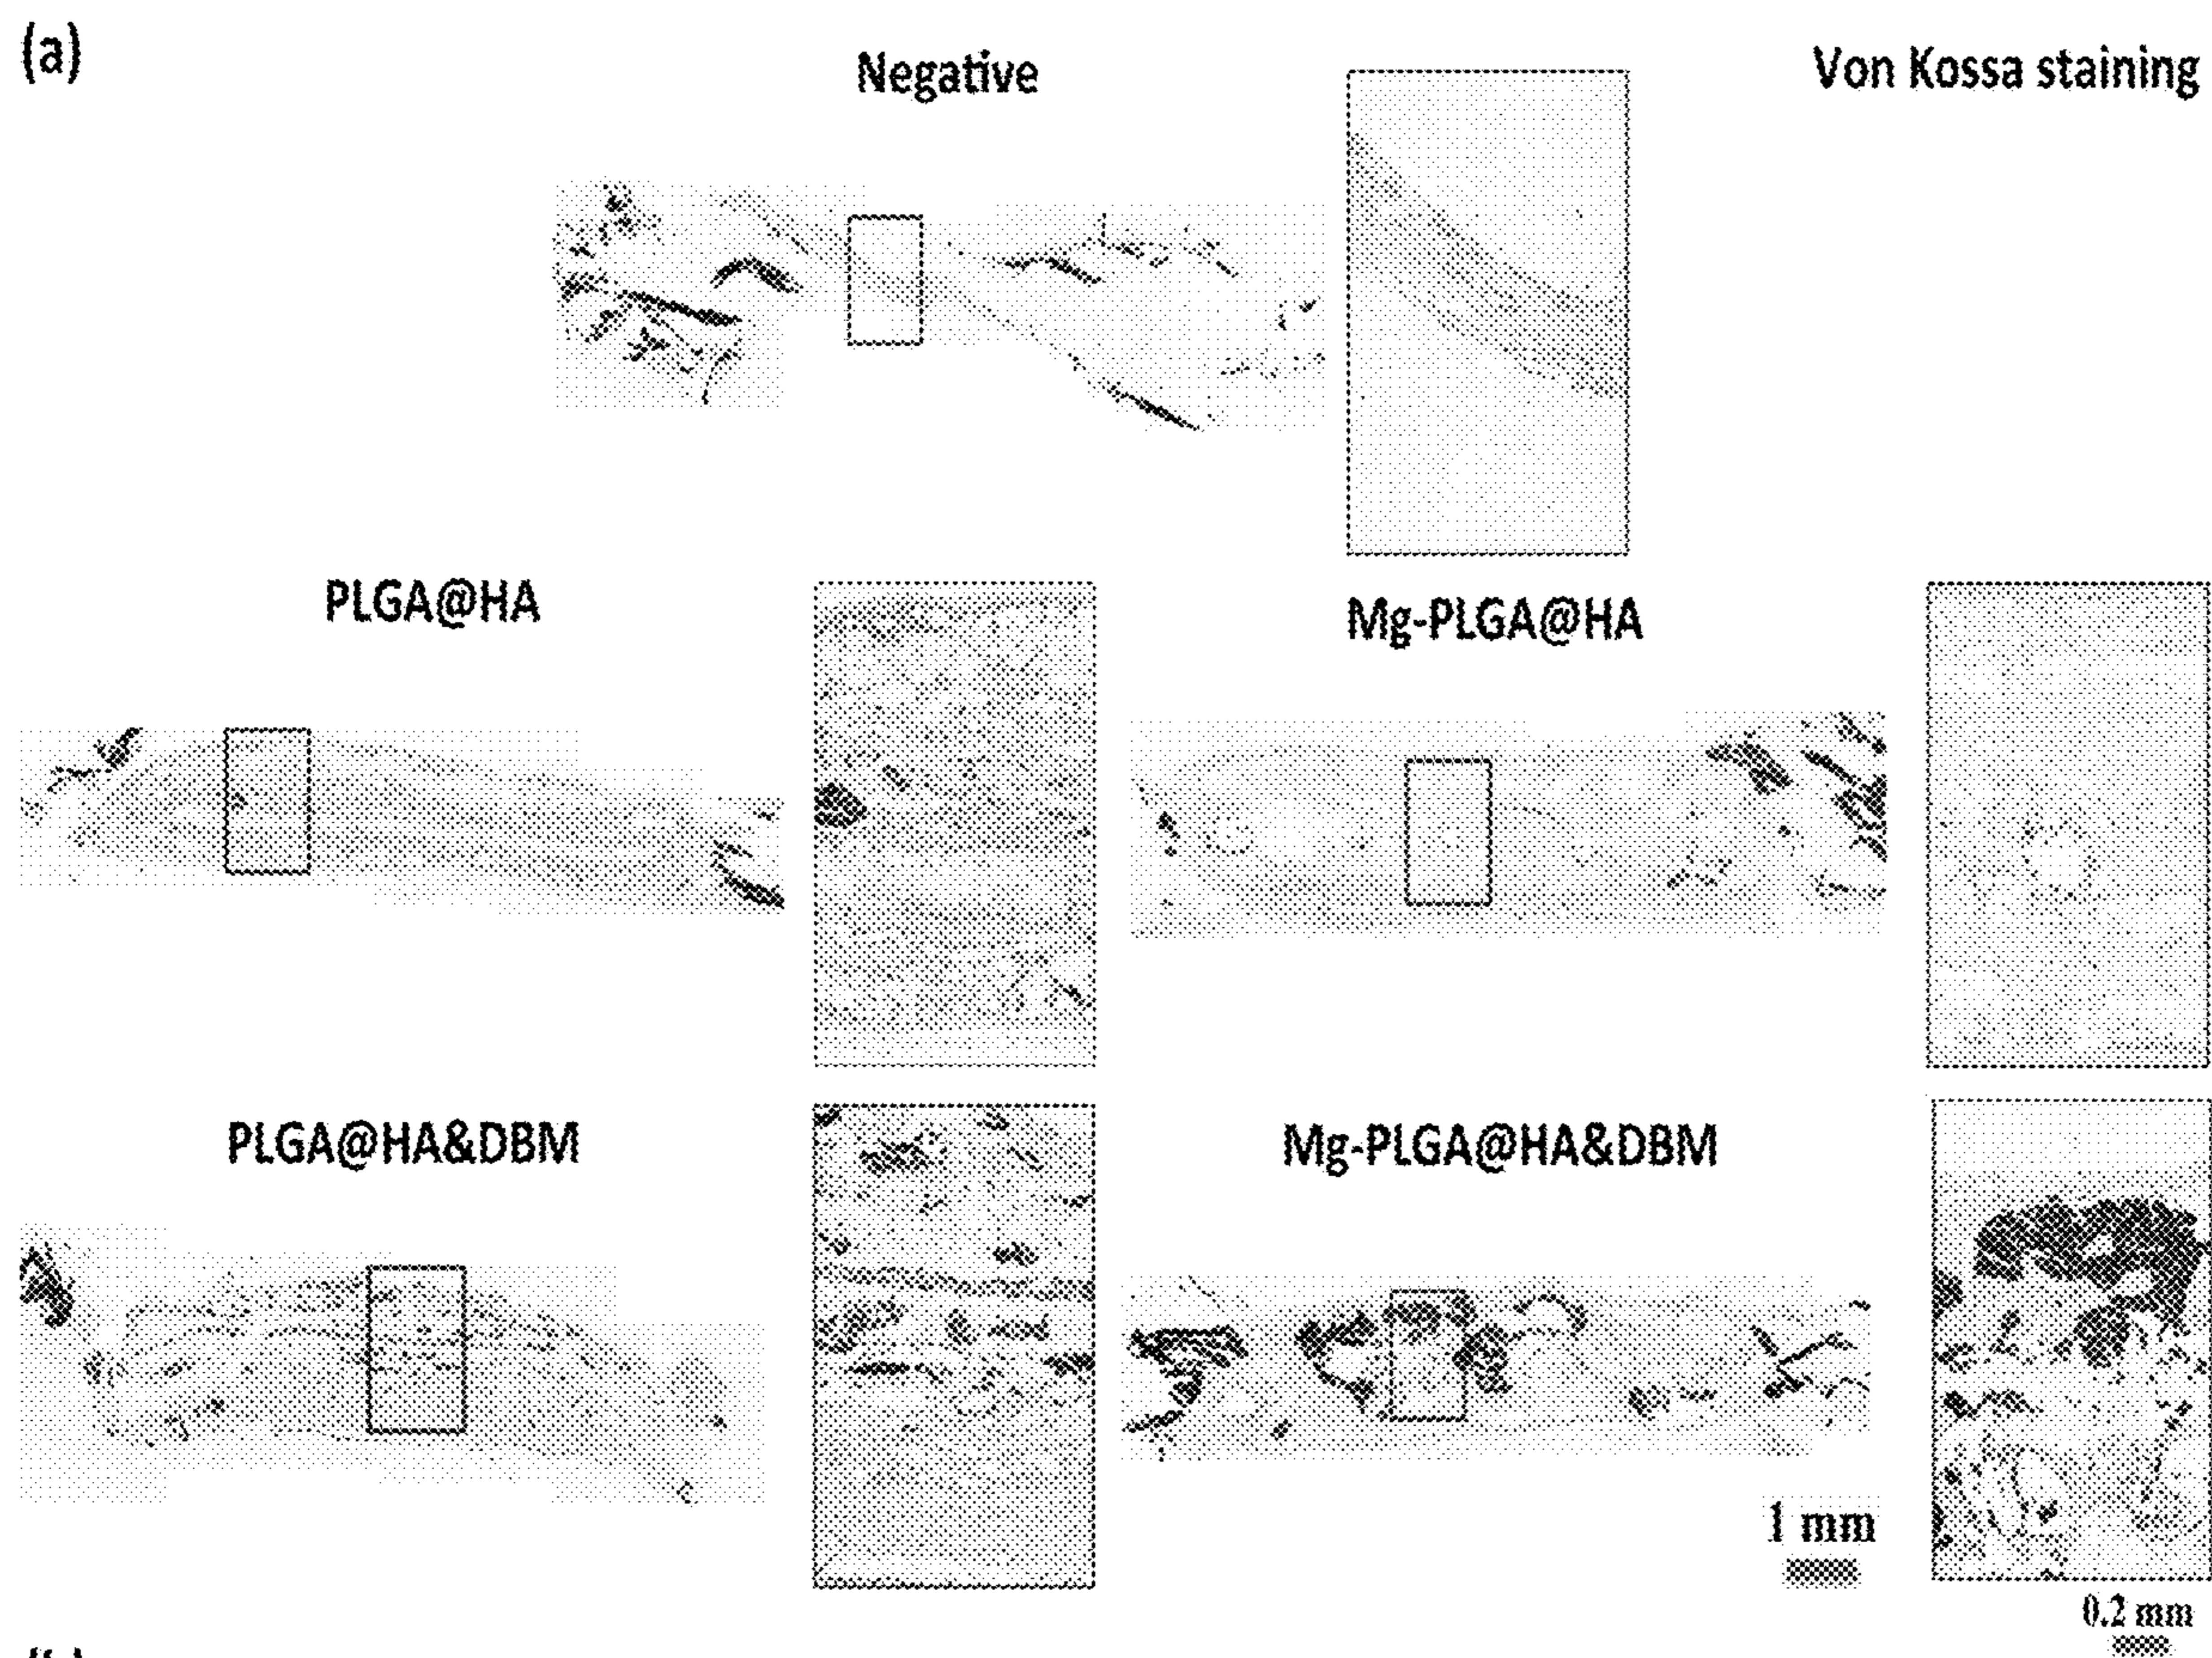 (a)
Negative
Von Kossa staining
PLGA@HA
Mg-PLGA@HA
PLGA@HA&DBM
Mg-PLGA@HA&DBM
1 mm
0.2 mm